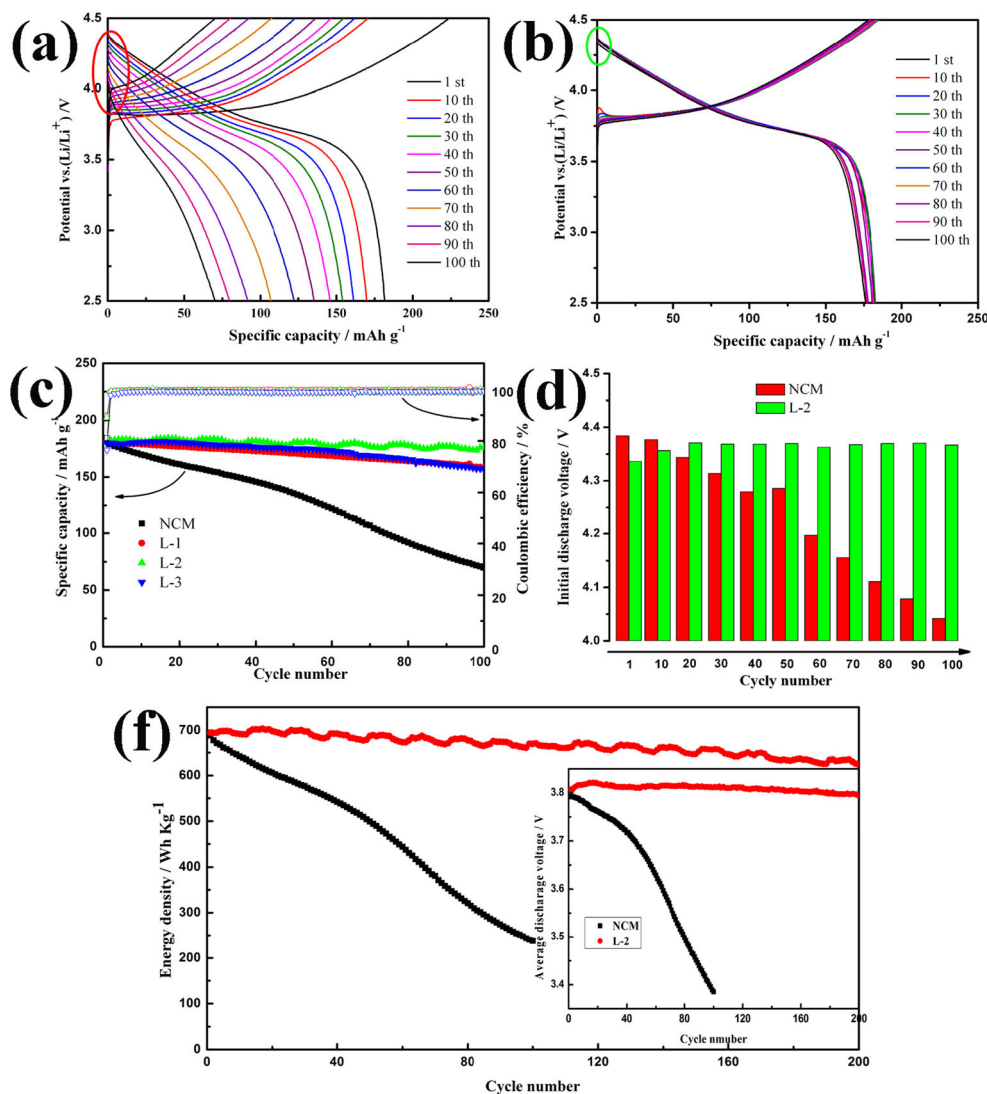 (a)
4.5
4.0
3.5
3.0
2.5
Potential vs.(Li/Li+) /V
1 st
10 th
20 th
30 th
40 th
50 th
60 th
70 th
80 th
90 th
100 th
0 50 100 150 200 250
Specific capacity / mAh g-1
(b)
4.5
4.0
3.5
3.0
2.5
Potential vs.(Li/Li+) /V
1 st
10 th
20 th
30 th
40 th
50 th
60 th
70 th
80 th
90 th
100 th
0 50 100 150 200 250
Specific capacity / mAh g-1
(c)
250
225
200
175
150
125
100
75
50
25
0
Specific capacity / mAh g-1
NCM
L-1
L-2
L-3
100
80
60
40
30
20
10
0
Coulombic efficiency / %
0 20 40 60 80 100
Cycle number
(d)
4.5
4.4
4.3
4.2
4.1
4.0
Initial discharge voltage / V
NCM
L-2
1 10 20 30 40 50 60 70 80 90 100
Cycly number
(f)
700
600
500
400
300
200
100
0
Energy density / Wh Kg-1
0 40 80 120 160 200
Cycle number
3.8
3.7
3.6
3.5
3.4
Average discharage voltage / V
NCM
L-2
0 40 80 120 160 200
Cycle nmuber